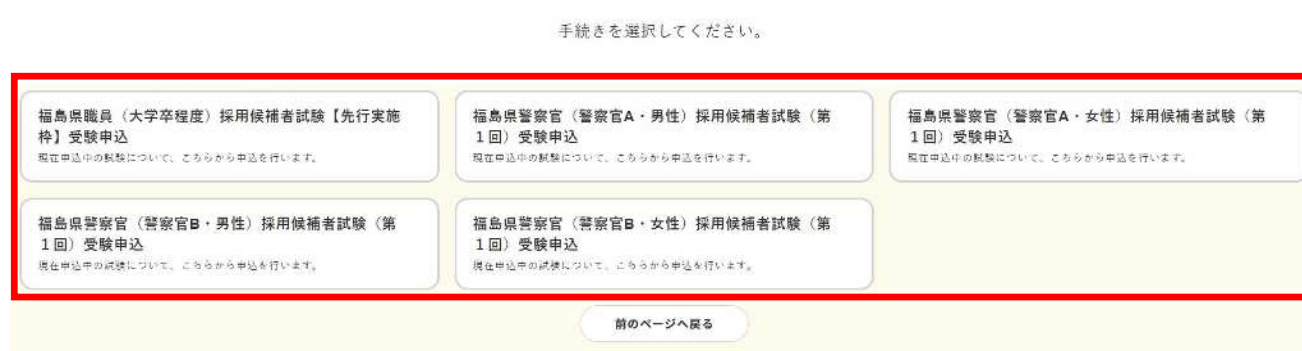 手続きを選択してください。
福島県職員（大学卒程度）採用候補者試験【先行実施
枠】受験申込
現在申込中の試験について、こちらから申込を行います。
福島県警察官（警察官A・男性）採用候補者試験（第
１回）受験申込
現在申込中の試験について、こちらから申込を行います。
福島県警察官（警察官A・女性）採用候補者試験（第
１回）受験申込
現在申込中の試験について、こちらから申込を行います。
福島県警察官（警察官B・男性）採用候補者試験（第
１回）受験申込
現在申込中の試験について、こちらから申込を行います。
福島県警察官（警察官B・女性）採用候補者試験（第
１回）受験申込
現在申込中の試験について、こちらから申込を行います。
前のページへ戻る